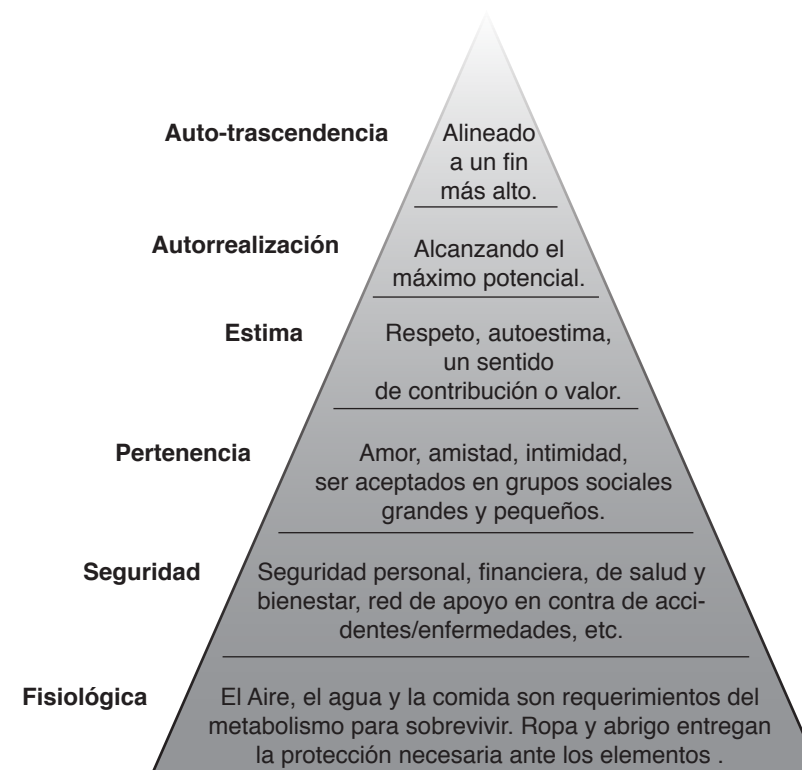 Auto-trascendencia
Alineado
a un fin
más alto.
Autorrealización
Alcanzando el
máximo potencial.
Estima
Respeto, autoestima,
un sentido
de contribución o valor.
Pertenencia
Amor, amistad, intimidad,
ser aceptados en grupos sociales
grandes y pequeños.
Seguridad
Seguridad personal, financiera, de salud y
bienestar, red de apoyo en contra de acci-
dentes/enfermedades, etc.
Fisiológica
El Aire, el agua y la comida son requerimientos del
metabolismo para sobrevivir. Ropa y abrigo entregan
la protección necesaria ante los elementos .